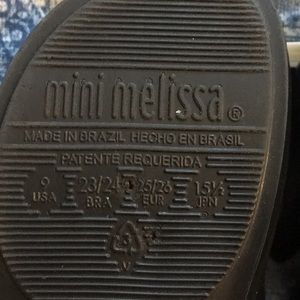 mini melissa®
MADE IN BRAZIL HECHO EN BRASIL
PATENTE REQUERIDA
9 23/24 25/26 15½
USA BRA EUR JPN
V